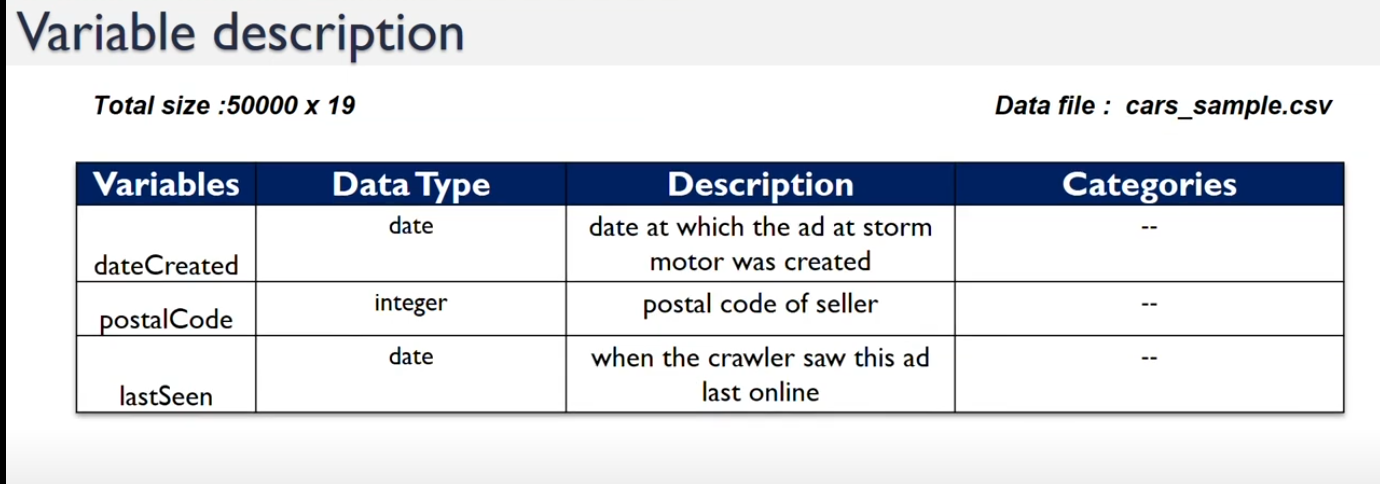 Variable description
Total size :50000 x 19
Data file : cars_sample.csv
Variables Data Type Description Categories
dateCreated date date at which the ad at storm motor was created --
postalCode integer postal code of seller --
lastSeen date when the crawler saw this ad last online --